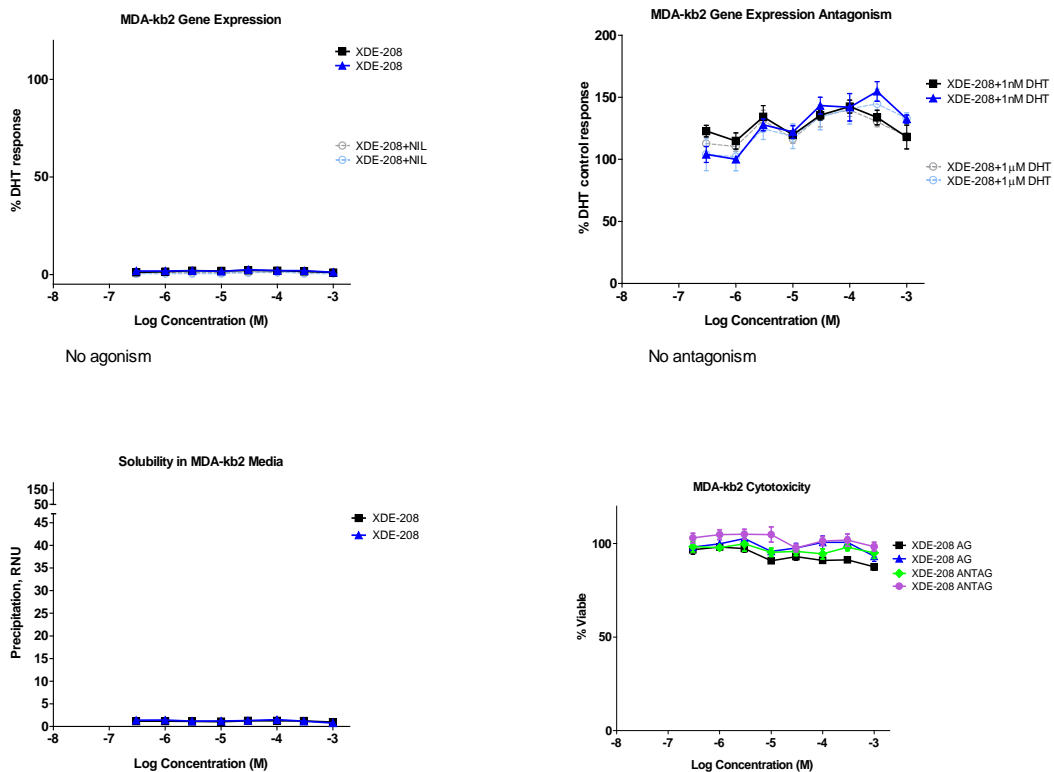 MDA-kb2 Gene Expression
% DHT response
100
50
0
-8 -7 -6 -5 -4 -3
Log Concentration (M)
XDE-208
XDE-208
XDE-208+NIL
XDE-208+NIL
No agonism
MDA-kb2 Gene Expression Antagonism
% DHT control response
200
150
100
50
0
-8 -7 -6 -5 -4 -3
Log Concentration (M)
XDE-208+1nM DHT
XDE-208+1nM DHT
XDE-208+1µM DHT
XDE-208+1µM DHT
No antagonism
Solubility in MDA-kb2 Media
Precipitation, RNU
150
50
45
40
35
30
25
20
15
10
5
0
-8 -7 -6 -5 -4 -3
Log Concentration (M)
XDE-208
XDE-208
MDA-kb2 Cytotoxicity
% Viable
100
50
0
-8 -7 -6 -5 -4 -3
Log Concentration (M)
XDE-208 AG
XDE-208 AG
XDE-208 ANTAG
XDE-208 ANTAG